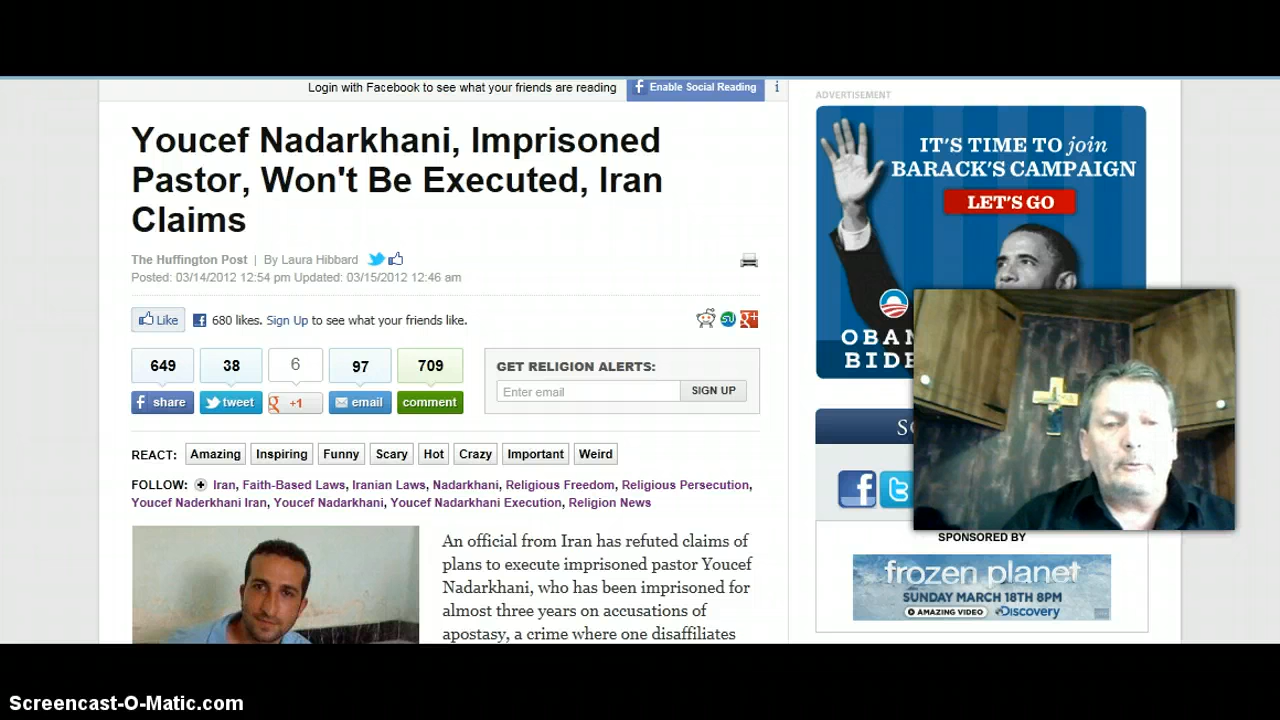 Login with Facebook to see what your friends are reading
Enable Social Reading
i
ADVERTISEMENT
Youcef Nadarkhani, Imprisoned
Pastor, Won't Be Executed, Iran
Claims
The Huffington Post | By Laura Hibbard
Posted: 03/14/2012 12:54 pm Updated: 03/15/2012 12:46 am
IT'S TIME TO join
BARACK'S CAMPAIGN
LET'S GO
OBAM
BIDE
Like
680 likes. Sign Up to see what your friends like.
649 38 6 97 709
share tweet +1 email comment
GET RELIGION ALERTS:
Enter email
SIGN UP
REACT: Amazing Inspiring Funny Scary Hot Crazy Important Weird
FOLLOW: Iran, Faith-Based Laws, Iranian Laws, Nadarkhani, Religious Freedom, Religious Persecution,
Youcef Naderkhani Iran, Youcef Nadarkhani, Youcef Nadarkhani Execution, Religion News
An official from Iran has refuted claims of
plans to execute imprisoned pastor Youcef
Nadarkhani, who has been imprisoned for
almost three years on accusations of
apostasy, a crime where one disaffiliates
SPONSORED BY
frozen planet
SUNDAY MARCH 18TH 8PM
AMAZING VIDEO Discovery
Screencast-O-Matic.com